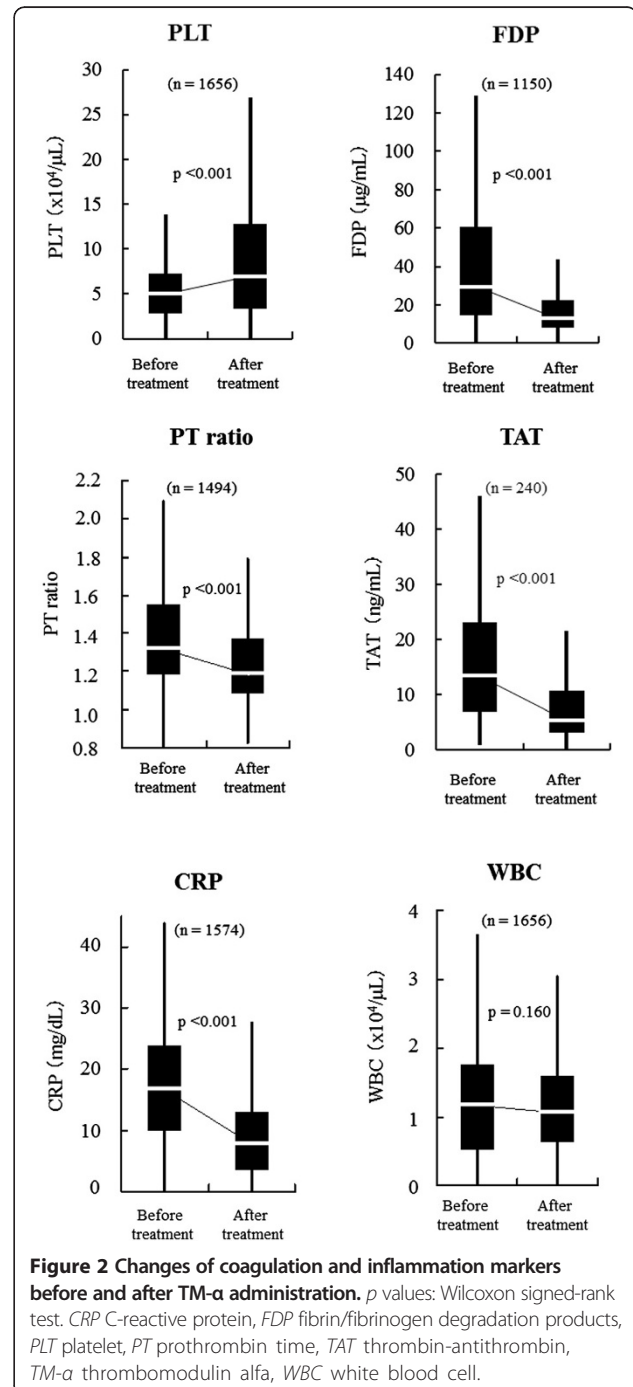 PLT
(n = 1656)
p <0.001
PLT (x10⁴/μL)
30
25
20
15
10
5
0
Before
treatment
After
treatment
FDP
(n=1150)
p <0.001
FDP (μg/mL)
140
120
100
80
60
40
20
0
Before
treatment
After
treatment
PT ratio
(n = 1494)
p <0.001
PT ratio
2.2
2.0
1.8
1.6
1.4
1.2
1.0
0.8
Before
treatment
After
treatment
TAT
(n = 240)
p <0.001
TAT (ng/mL)
50
40
30
20
10
0
Before
treatment
After
treatment
CRP
(n = 1574)
p <0.001
CRP (mg/dL)
40
30
20
10
0
Before
treatment
After
treatment
WBC
(n = 1656)
p = 0.160
WBC (x10⁴/μL)
4
3
2
1
0
Before
treatment
After
treatment
Figure 2 Changes of coagulation and inflammation markers
before and after TM-α administration. p values: Wilcoxon signed-rank
test. CRP C-reactive protein, FDP fibrin/fibrinogen degradation products,
PLT platelet, PT prothrombin time, TAT thrombin-antithrombin,
TM-α thrombomodulin alfa, WBC white blood cell.